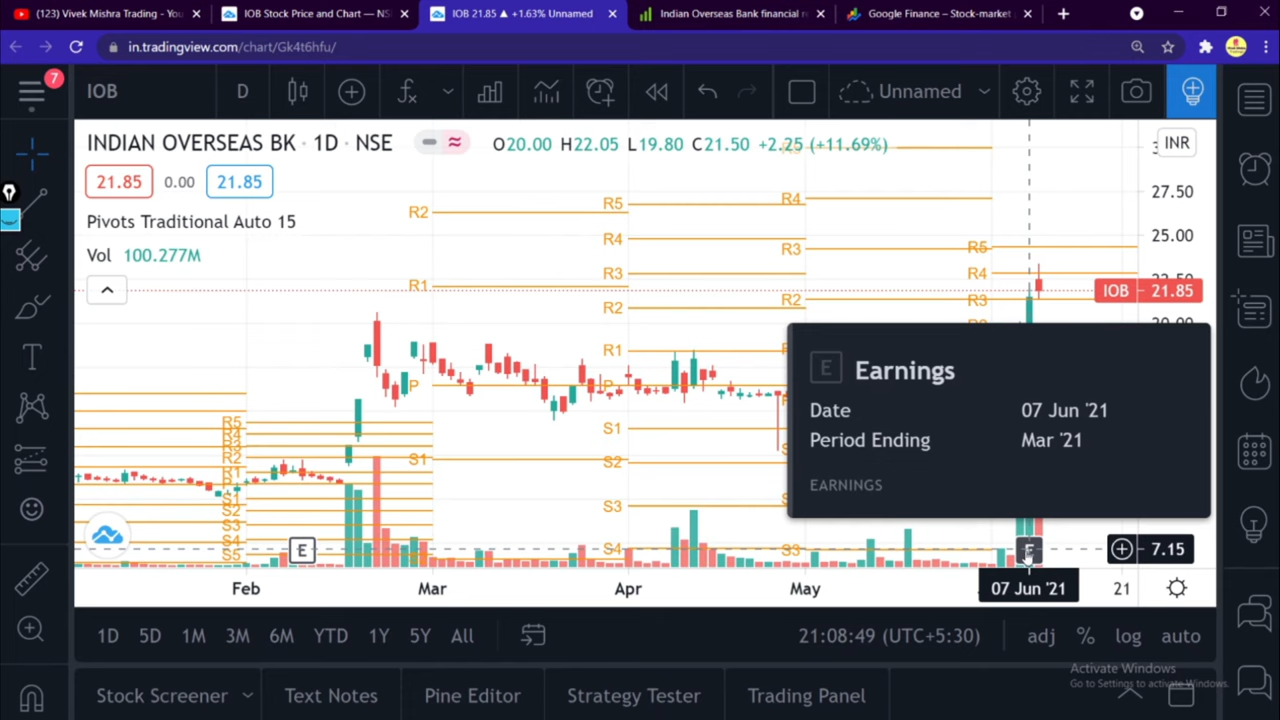 (123) Vivek Mishra Trading - You
IOB Stock Price and Chart — NS
IOB 21.85 ▲ +1.63% Unnamed
Indian Overseas Bank financial re
Google Finance – Stock-market
in.tradingview.com/chart/Gk4t6hfu/
7
IOB
D
Unnamed
INDIAN OVERSEAS BK · 1D · NSE
O20.00 H22.05 L19.80 C21.50 +2.25 (+11.69%)
INR
21.85 0.00 21.85
Pivots Traditional Auto 15
Vol 100.277M
27.50
25.00
IOB 21.85
R5
R4
R3
R2
R1
S1
S2
S3
S4
S5
R2
R1
P
S1
R5
R4
R3
R2
R1
P
S1
S2
S3
S4
R4
R3
R2
S3
R5
R4
R3
E
Earnings
Date 07 Jun '21
Period Ending Mar '21
EARNINGS
E
E
7.15
Feb Mar Apr May 07 Jun '21 21
1D 5D 1M 3M 6M YTD 1Y 5Y All
21:08:49 (UTC+5:30)
adj % log auto
Activate Windows
Go to Settings to activate Windows.
Stock Screener
Text Notes
Pine Editor
Strategy Tester
Trading Panel